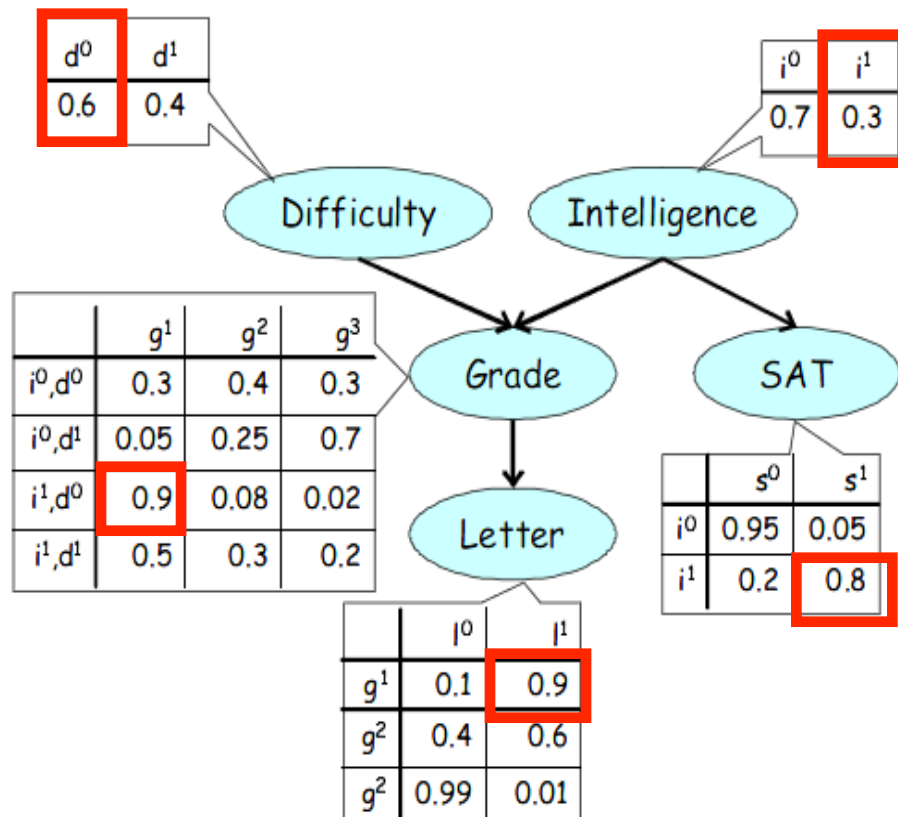 d⁰ d¹
0.6 0.4
i⁰ i¹
0.7 0.3
Difficulty
Intelligence
g¹ g² g³
i⁰,d⁰ 0.3 0.4 0.3
i⁰,d¹ 0.05 0.25 0.7
i¹,d⁰ 0.9 0.08 0.02
i¹,d¹ 0.5 0.3 0.2
Grade
SAT
s⁰ s¹
i⁰ 0.95 0.05
i¹ 0.2 0.8
Letter
l⁰ l¹
g¹ 0.1 0.9
g² 0.4 0.6
g² 0.99 0.01